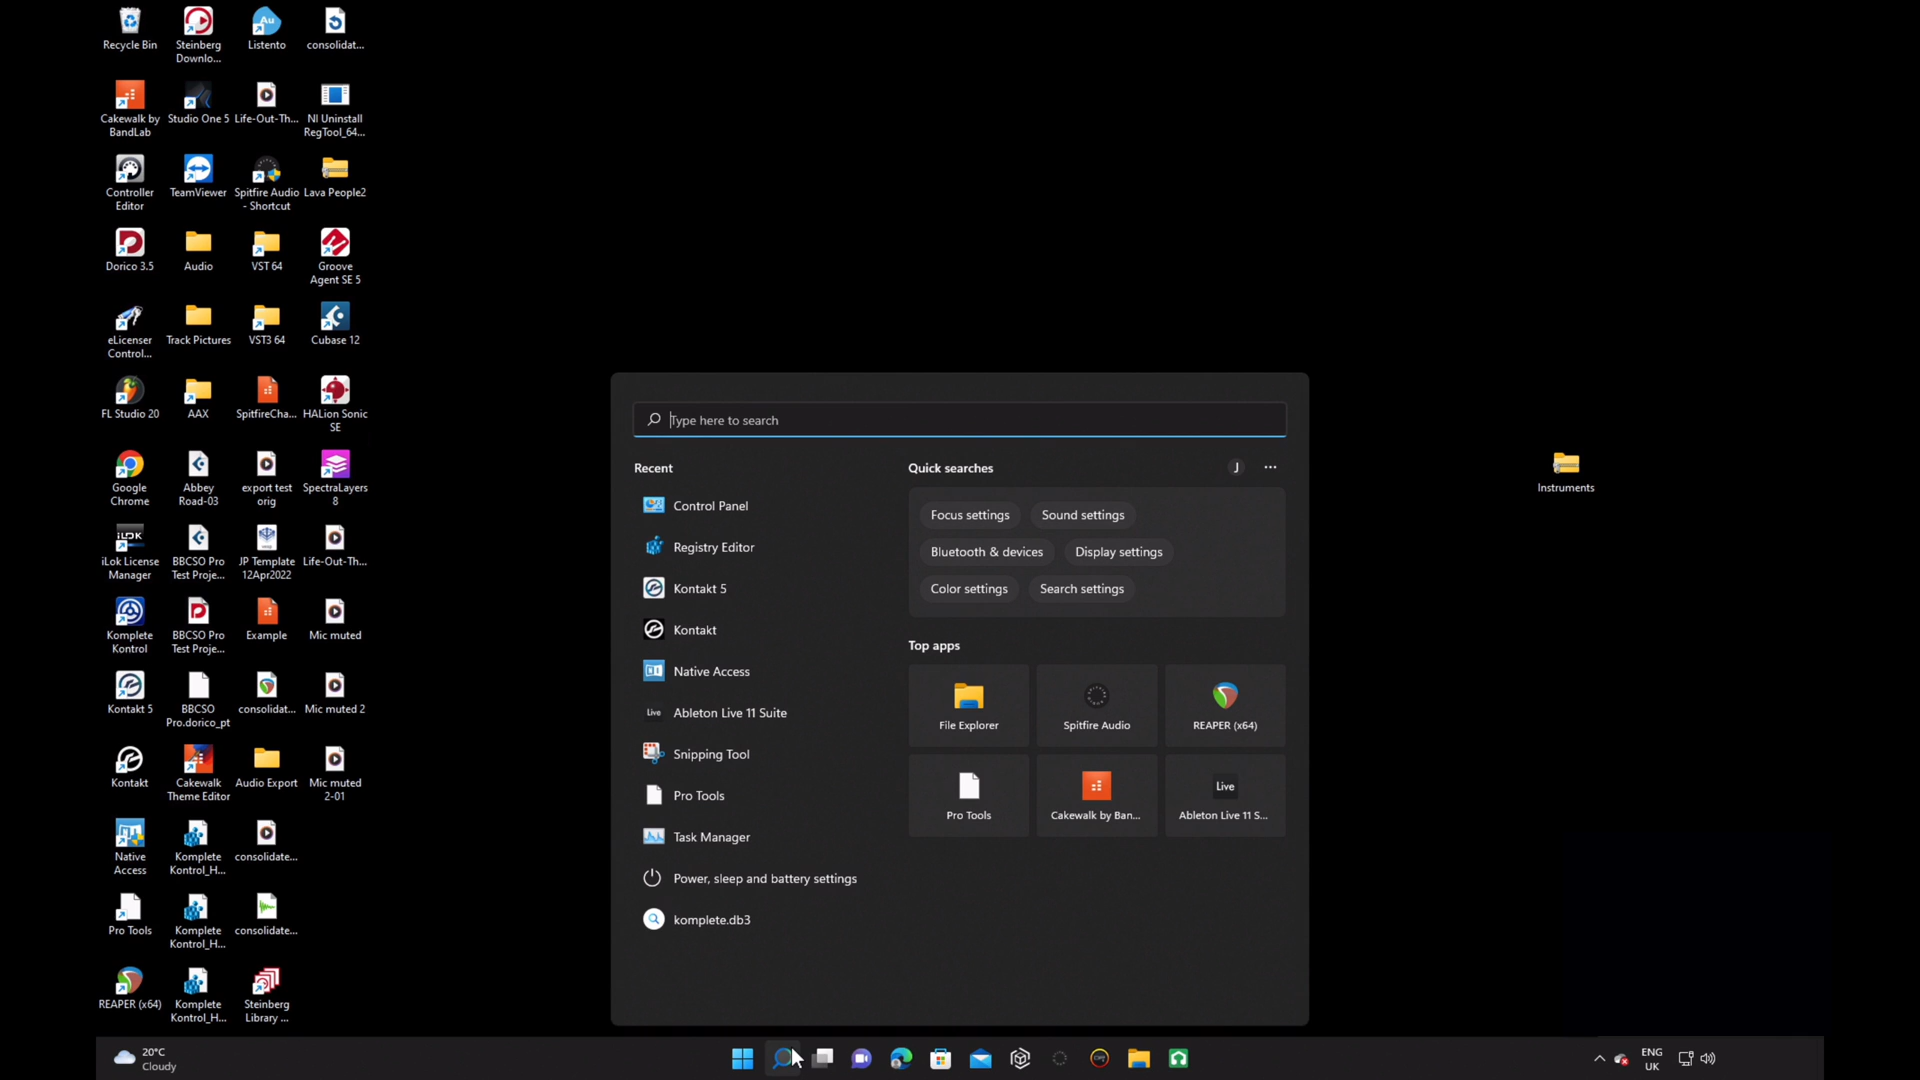 Recycle Bin
Steinberg
Downlo...
Listento
consolidat...
Cakewalk by
BandLab
Studio One 5
Life-Out-Th...
NI Uninstall
RegTool_64...
Controller
Editor
TeamViewer
Spitfire Audio
- Shortcut
Lava People2
Dorico 3.5
Audio
VST 64
Groove
Agent SE 5
eLicenser
Control...
Track Pictures
VST3 64
Cubase 12
FL Studio 20
AAX
SpitfireCha...
HALion Sonic
SE
Google
Chrome
Abbey
Road-03
export test
orig
SpectraLayers
8
iLok License
Manager
BBCSO Pro
Test Proje...
JP Template
12Apr2022
Life-Out-Th...
Komplete
Kontrol
BBCSO Pro
Test Proje...
Example
Mic muted
Kontakt 5
BBCSO
Pro.dorico_pt
consolidat...
Mic muted 2
Kontakt
Cakewalk
Theme Editor
Audio Export
Mic muted
2-01
Native
Access
Komplete
Kontrol_H...
consolidate...
Pro Tools
Komplete
Kontrol_H...
consolidate...
REAPER (x64)
Komplete
Kontrol_H...
Steinberg
Library ...
Instruments
Type here to search
Recent
Control Panel
Registry Editor
Kontakt 5
Kontakt
Native Access
Live
Ableton Live 11 Suite
Snipping Tool
Pro Tools
Task Manager
Power, sleep and battery settings
komplete.db3
Quick searches
J
Focus settings
Sound settings
Bluetooth & devices
Display settings
Color settings
Search settings
Top apps
File Explorer
Spitfire Audio
REAPER (x64)
Pro Tools
Cakewalk by Ban...
Live
Ableton Live 11 S...
20°C
Cloudy
ENG
UK